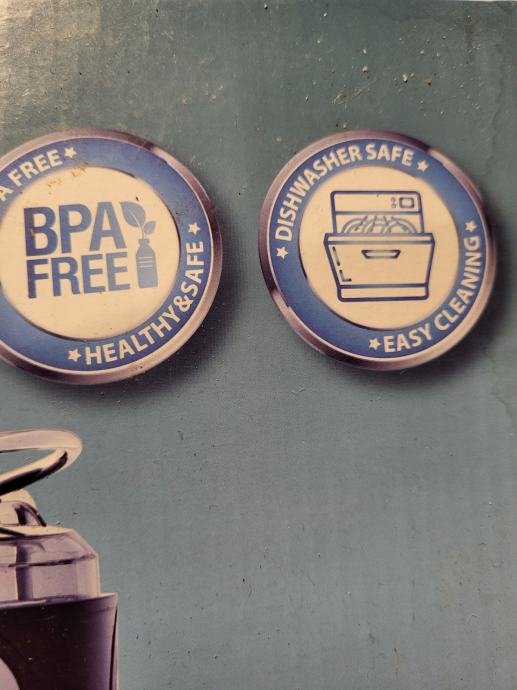 A FREE
BPA
FREE
HEALTHY&SAFE
DISHWASHER SAFE
EASY CLEANING